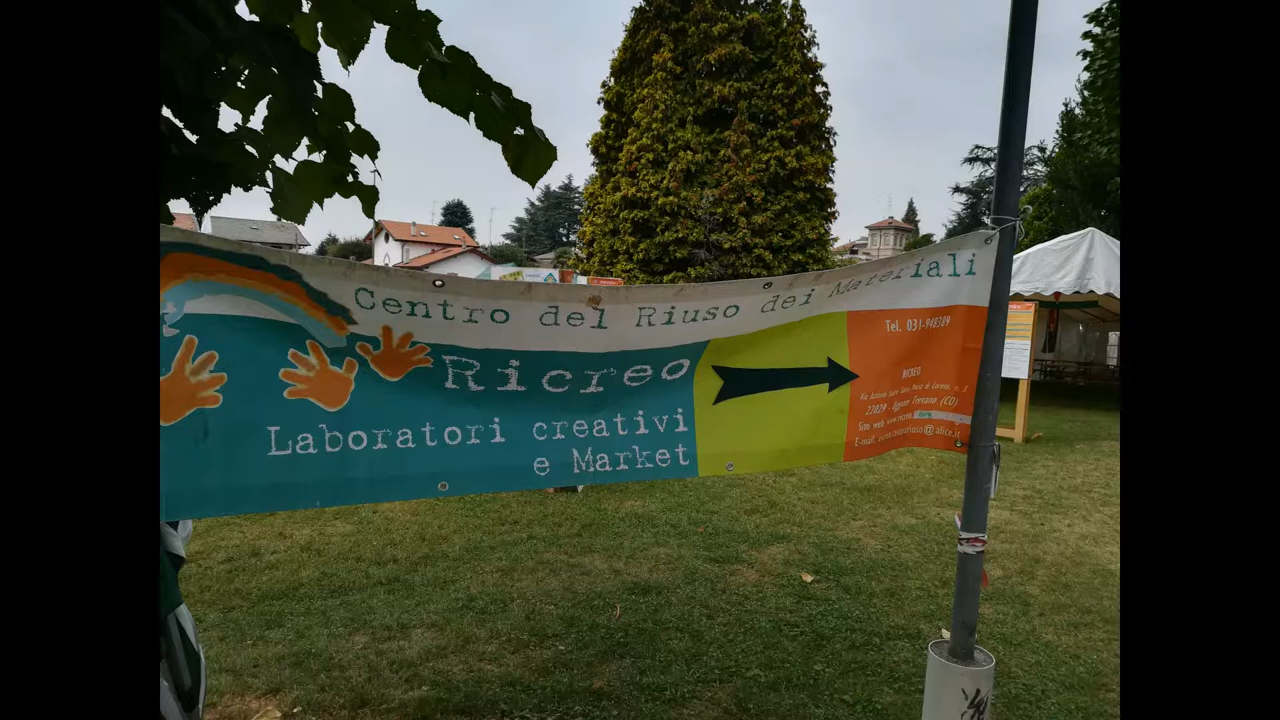 Centro del Riuso dei Materiali
Ricreo
Laboratori creativi
e Market
Tel. 031-948389
RICREO
22029 - Uggiate Trevano (CO)
Sito web www.ricreo.org